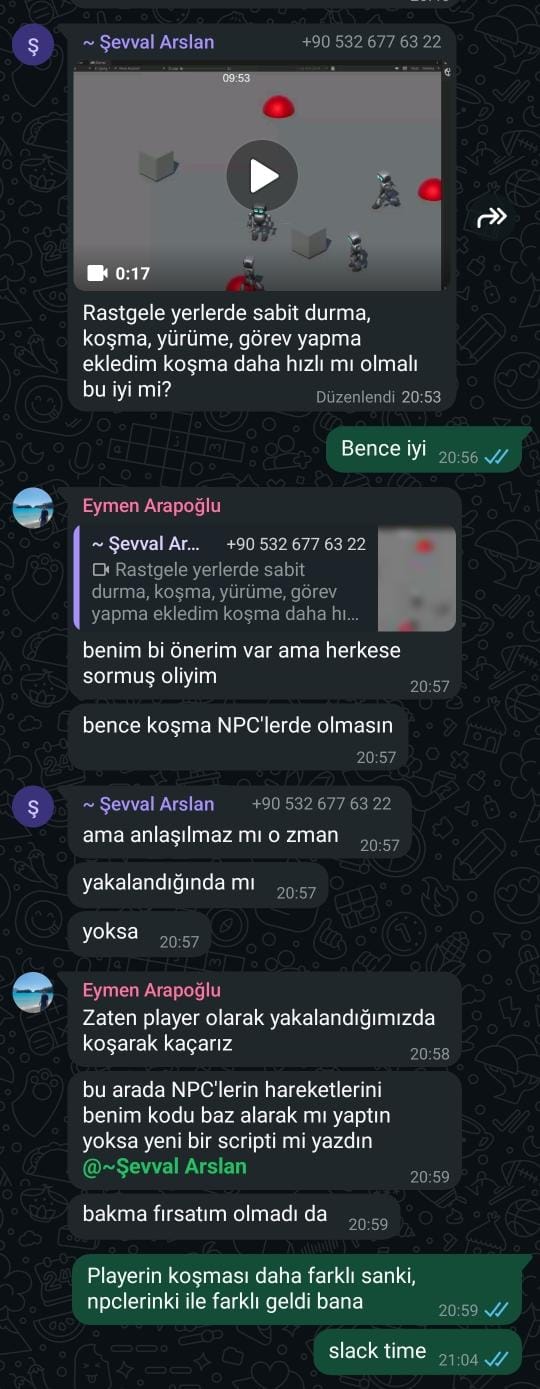 ~ Şevval Arslan +90 532 677 63 22
09:53
0:17
Rastgele yerlerde sabit durma,
koşma, yürüme, görev yapma
ekledim koşma daha hızlı mı olmalı
bu iyi mi?
Düzenlendi 20:53
Bence iyi 20:56
Eymen Arapoğlu
~ Şevval Ar... +90 532 677 63 22
Rastgele yerlerde sabit
durma, koşma, yürüme, görev
yapma ekledim koşma daha hı...
benim bi önerim var ama herkese
sormuş oliyim
20:57
bence koşma NPC'lerde olmasın
20:57
~ Şevval Arslan +90 532 677 63 22
ama anlaşılmaz mı o zman 20:57
yakalandığında mı 20:57
yoksa 20:57
Eymen Arapoğlu
Zaten player olarak yakalandığımızda
koşarak kaçarız
20:58
bu arada NPC'lerin hareketlerini
benim kodu baz alarak mı yaptın
yoksa yeni bir scripti mi yazdın
@~Şevval Arslan
20:59
bakma fırsatım olmadı da 20:59
Playerin koşması daha farklı sanki,
npclerinki ile farklı geldi bana 20:59
slack time 21:04